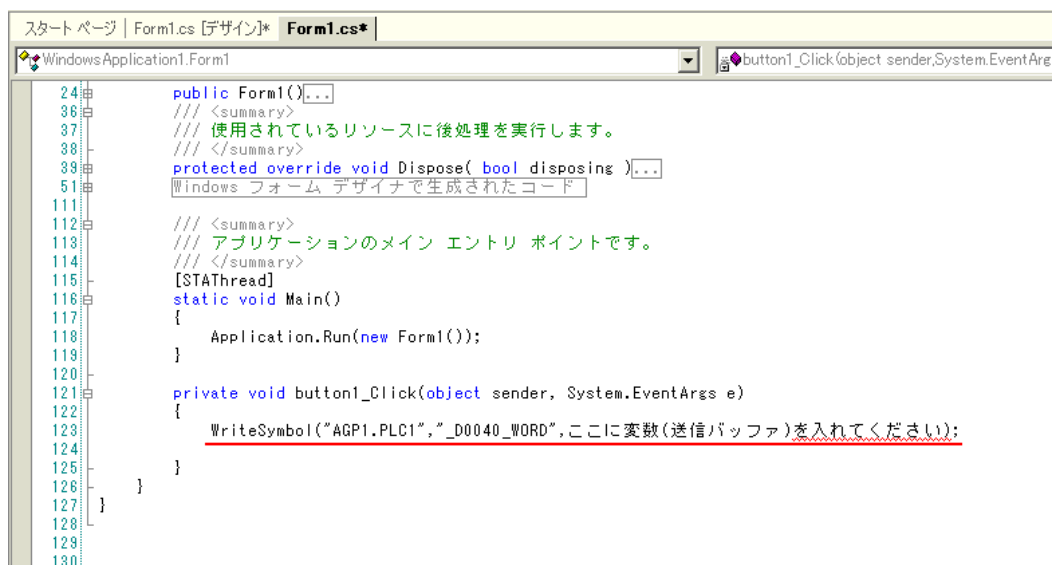 スタート ページ | Form1.cs [デザイン]* Form1.cs*
WindowsApplication1.Form1 button1_Click(object sender,System.EventArg
24 public Form1()...
36 /// <summary>
37 /// 使用されているリソースに後処理を実行します。
38 /// </summary>
39 protected override void Dispose( bool disposing )...
51 Windows フォーム デザイナで生成されたコード
111
112 /// <summary>
113 /// アプリケーションのメイン エントリ ポイントです。
114 /// </summary>
115 [STAThread]
116 static void Main()
117 {
118 Application.Run(new Form1());
119 }
120
121 private void button1_Click(object sender, System.EventArgs e)
122 {
123 WriteSymbol("AGP1.PLC1","_D0040_WORD",ここに変数(送信バッファ)を入れてください);
124
125 }
126 }
127 }
128
129
130